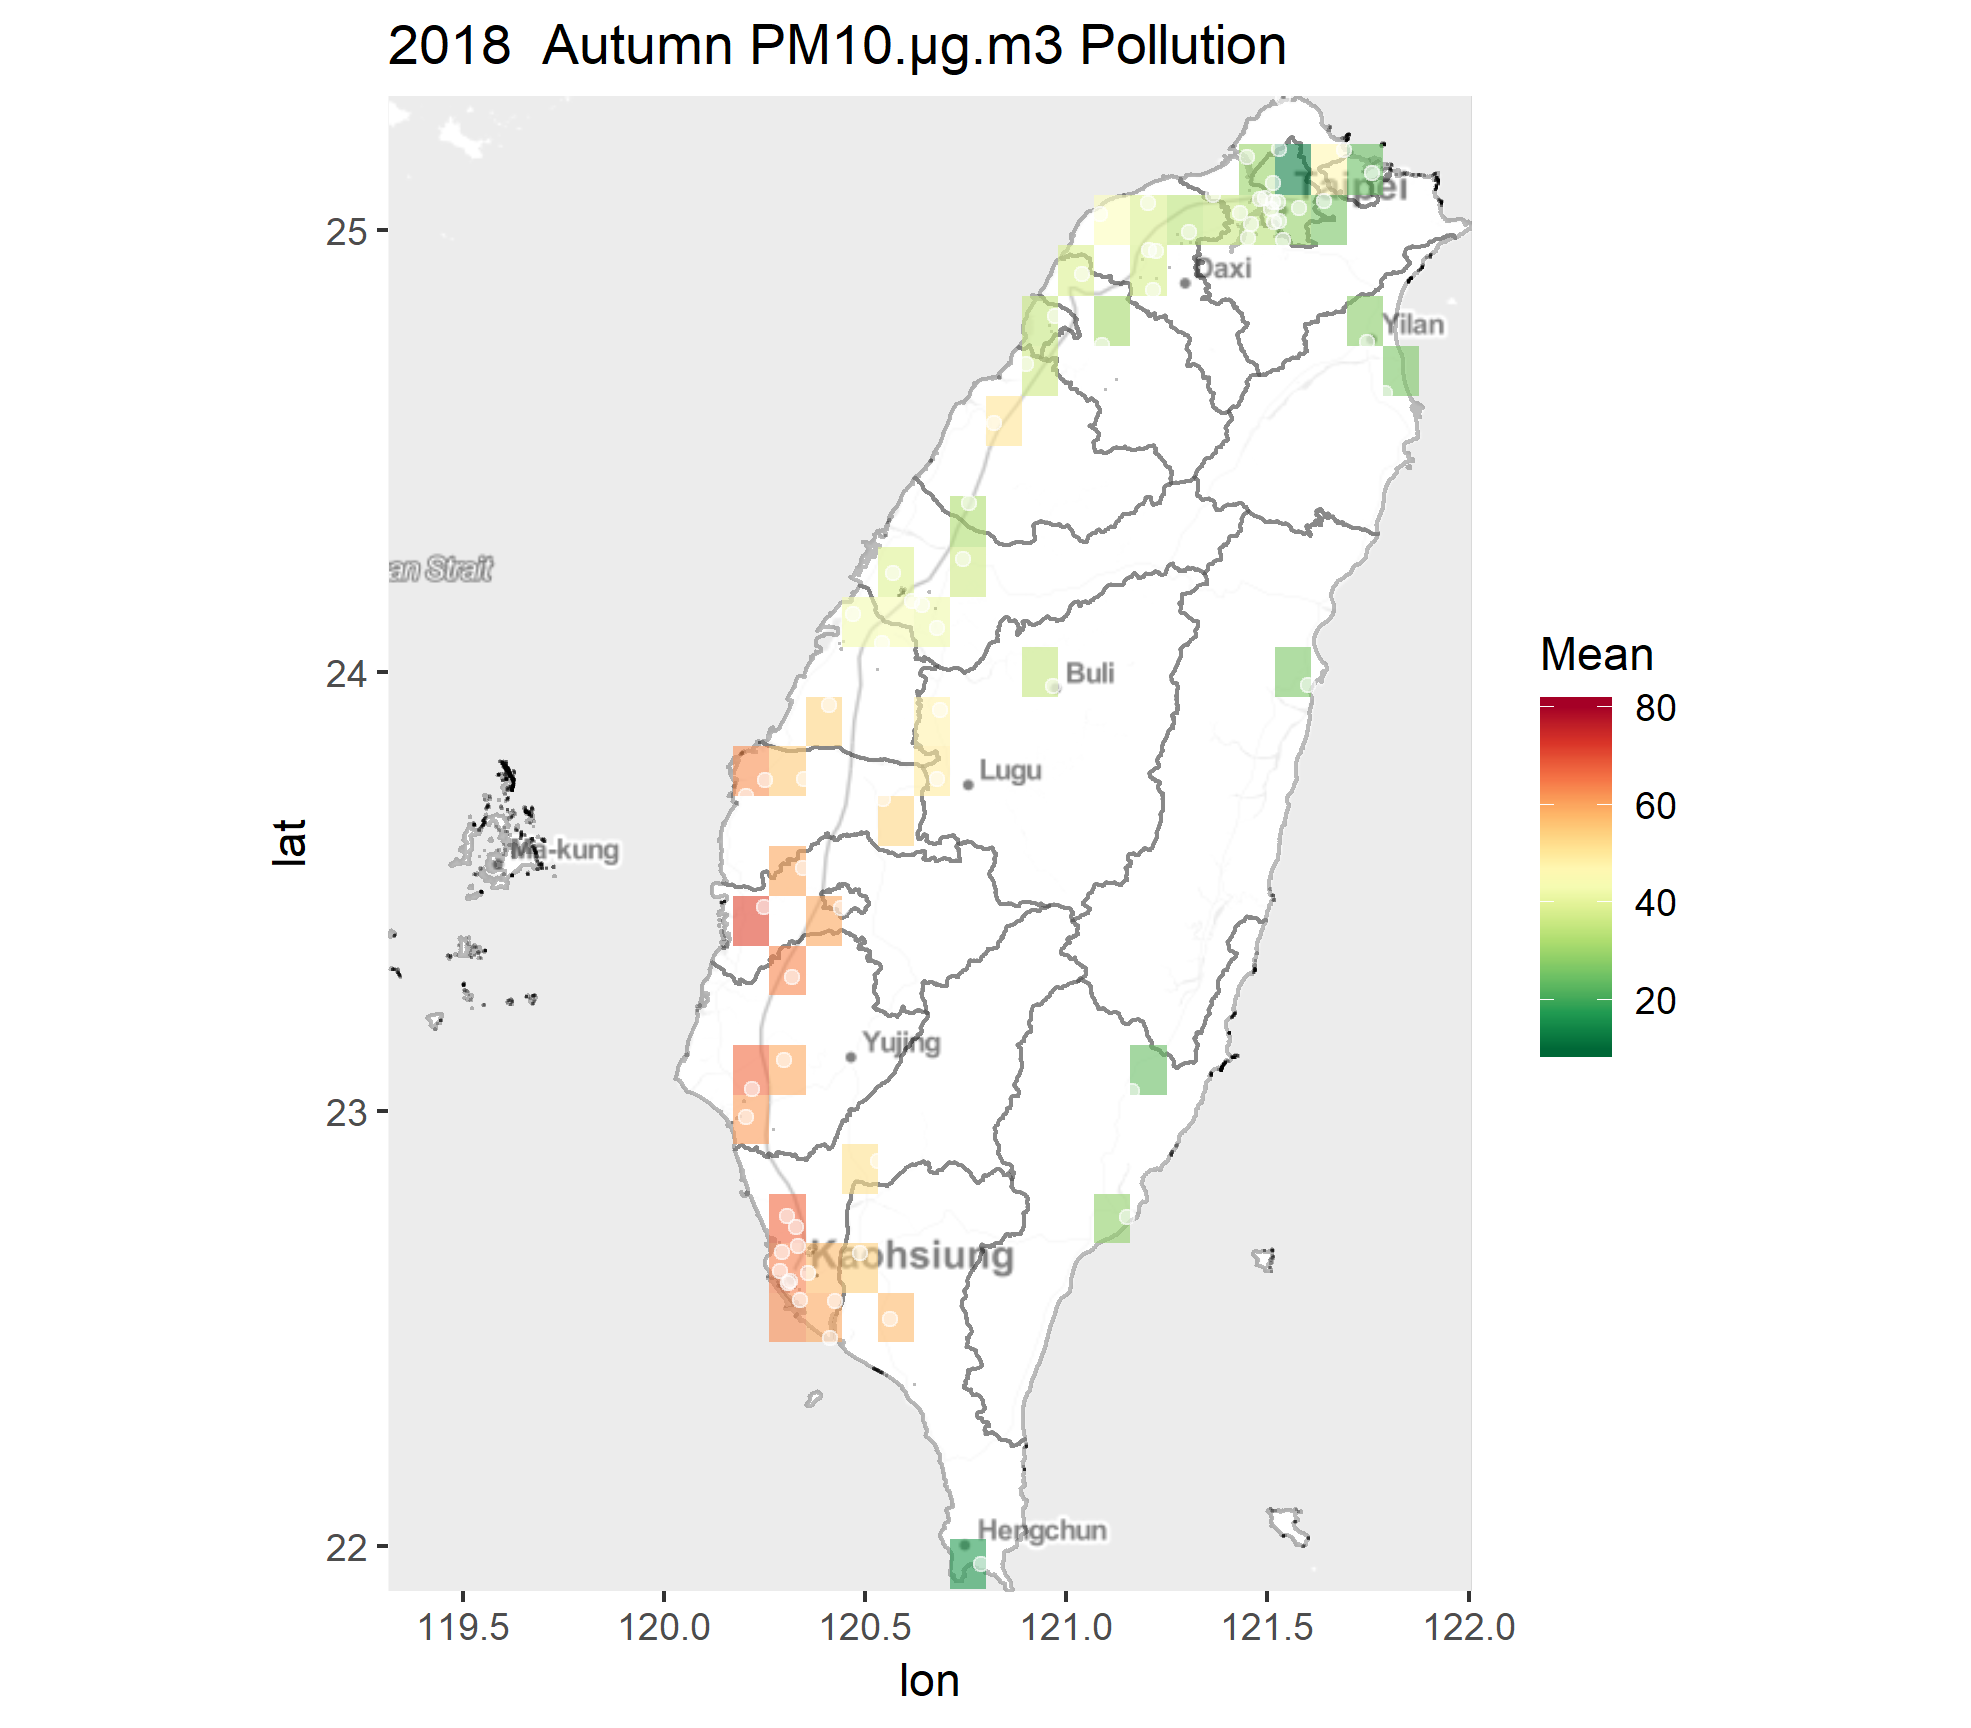 2018  Autumn PM10.µg.m3 Pollution
Taipei
25
Daxi
Yilan
an Strait
24
Buli
Lugu
Ma-kung
lat
Yujing
23
Kaohsiung
Hengchun
22
119.5 120.0 120.5 121.0 121.5 122.0
lon
Mean
80
60
40
20